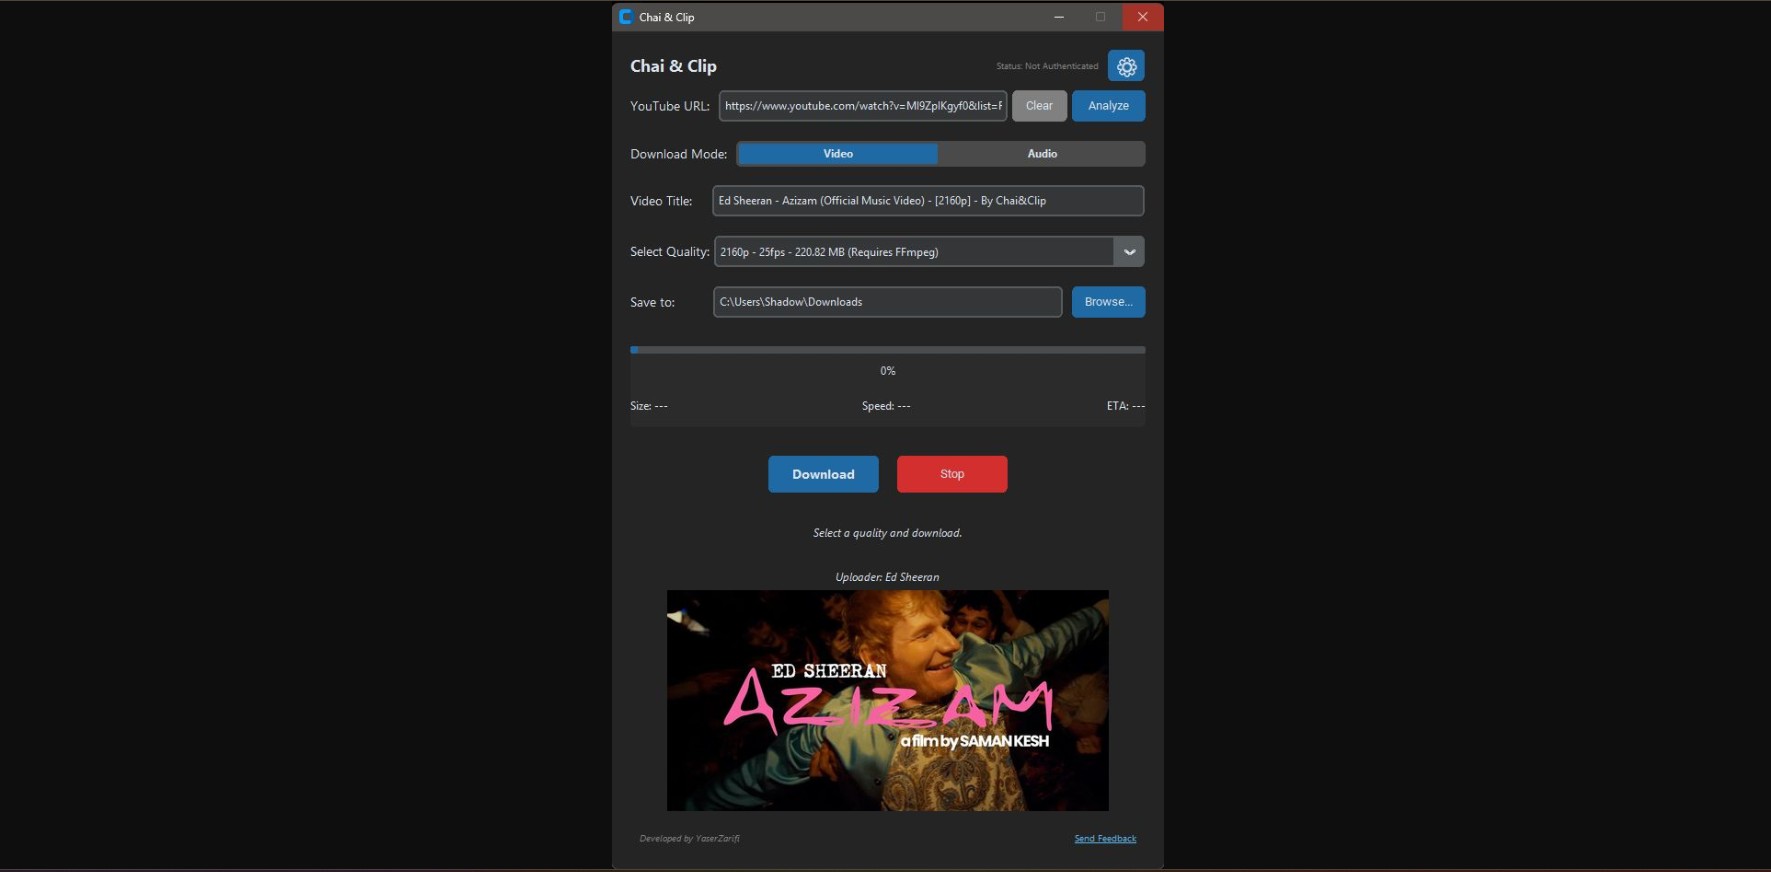 Chai & Clip
Chai & Clip
Status: Not Authenticated
YouTube URL: https://www.youtube.com/watch?v=MI9ZpIKgyf0&list=F Clear Analyze
Download Mode: Video Audio
Video Title: Ed Sheeran - Azizam (Official Music Video) - [2160p] - By Chai&Clip
Select Quality: 2160p - 25fps - 220.82 MB (Requires FFmpeg)
Save to: C:\Users\Shadow\Downloads Browse...
0%
Size: --- Speed: --- ETA: ---
Download Stop
Select a quality and download.
Uploader: Ed Sheeran
ED SHEERAN
AZIZAM
a film by SAMAN KESH
Developed by YaserZarifi Send Feedback